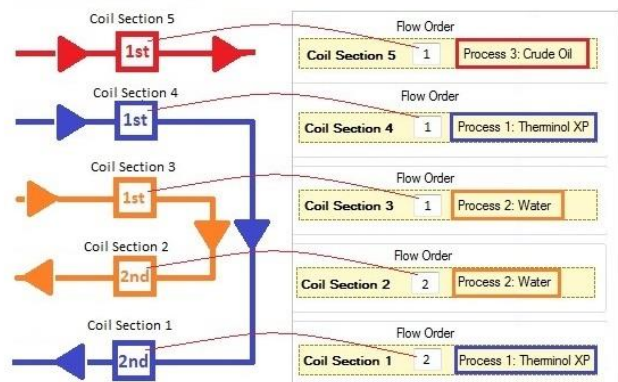 Coil Section 5
1st
Flow Order
Coil Section 5 1 Process 3: Crude Oil
Coil Section 4
1st
Flow Order
Coil Section 4 1 Process 1: Therminol XP
Coil Section 3
1st
Flow Order
Coil Section 3 1 Process 2: Water
Coil Section 2
2nd
Flow Order
Coil Section 2 2 Process 2: Water
Coil Section 1
2nd
Flow Order
Coil Section 1 2 Process 1: Therminol XP